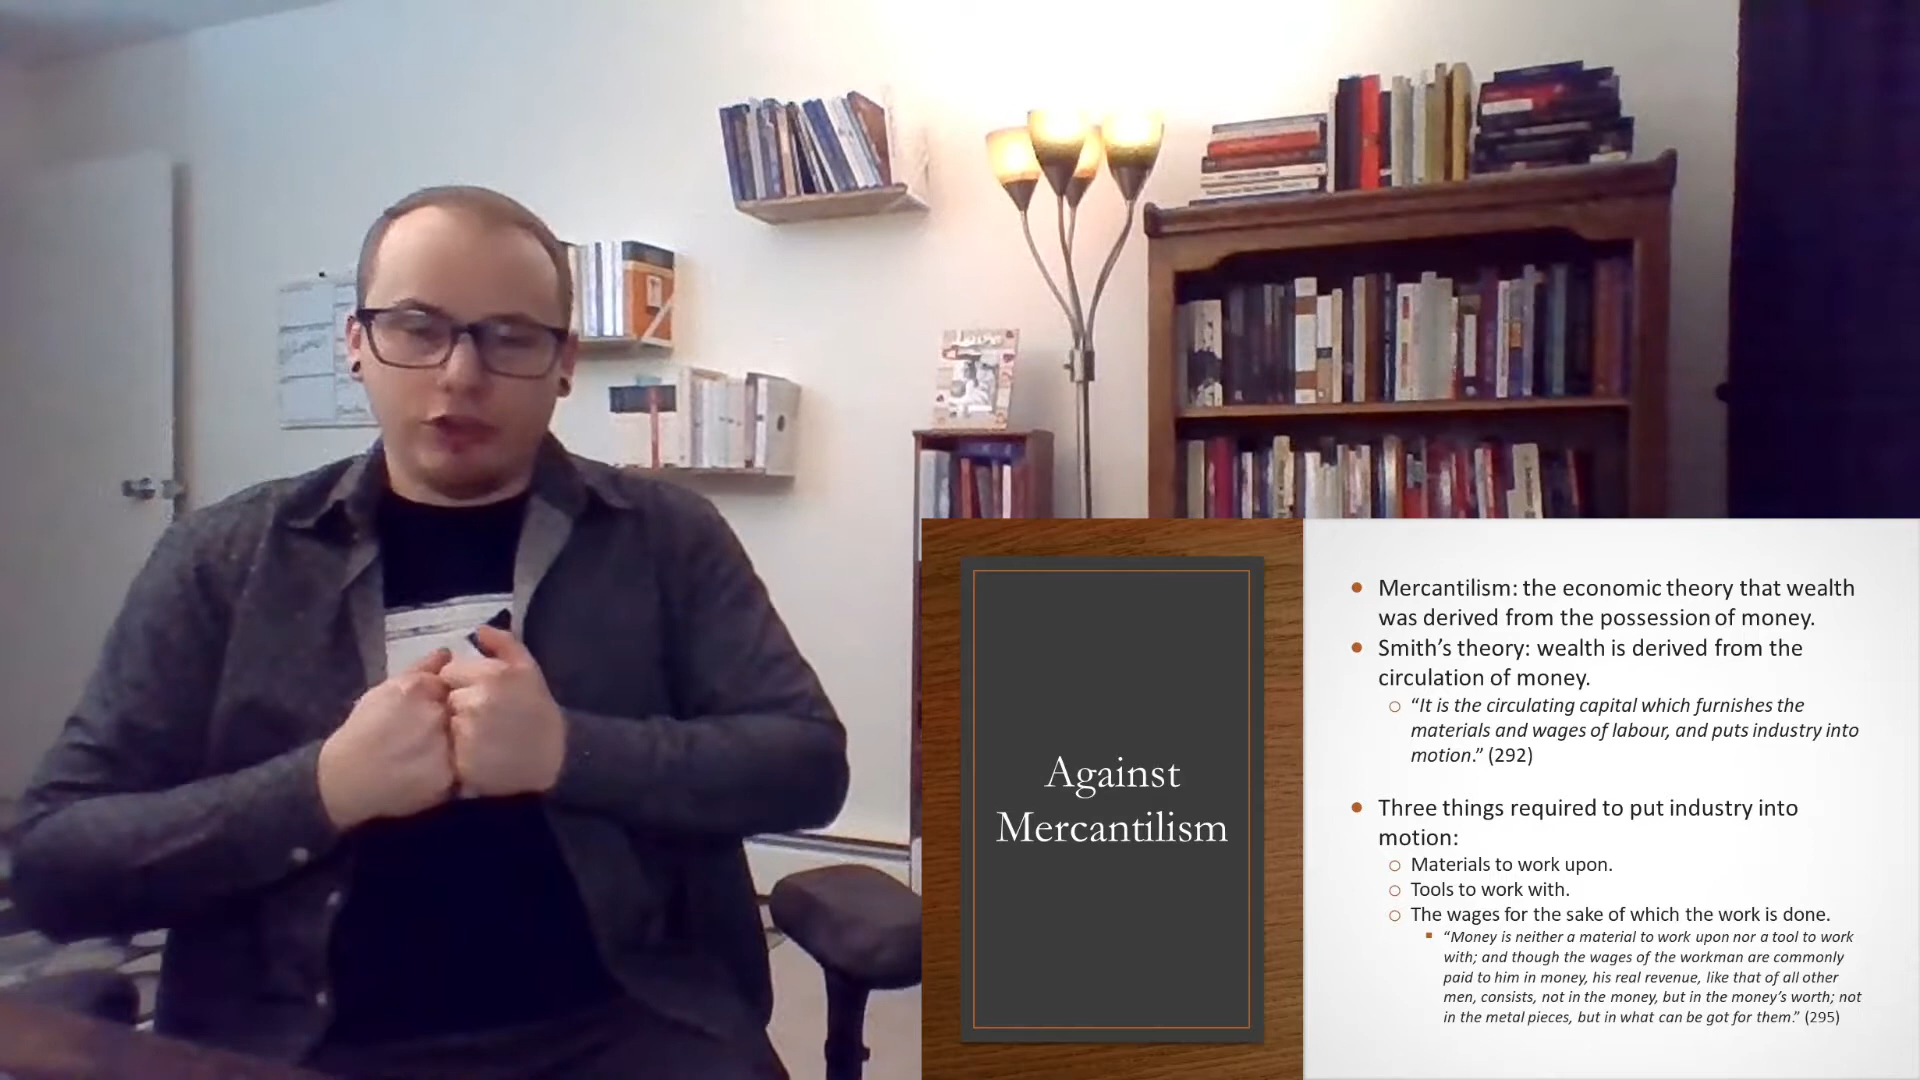 Against
Mercantilism
• Mercantilism: the economic theory that wealth
was derived from the possession of money.
• Smith’s theory: wealth is derived from the
circulation of money.
○ “It is the circulating capital which furnishes the
materials and wages of labour, and puts industry into
motion.” (292)
• Three things required to put industry into
motion:
○ Materials to work upon.
○ Tools to work with.
○ The wages for the sake of which the work is done.
▪ “Money is neither a material to work upon nor a tool to work
with; and though the wages of the workman are commonly
paid to him in money, his real revenue, like that of all other
men, consists, not in the money, but in the money’s worth; not
in the metal pieces, but in what can be got for them.” (295)